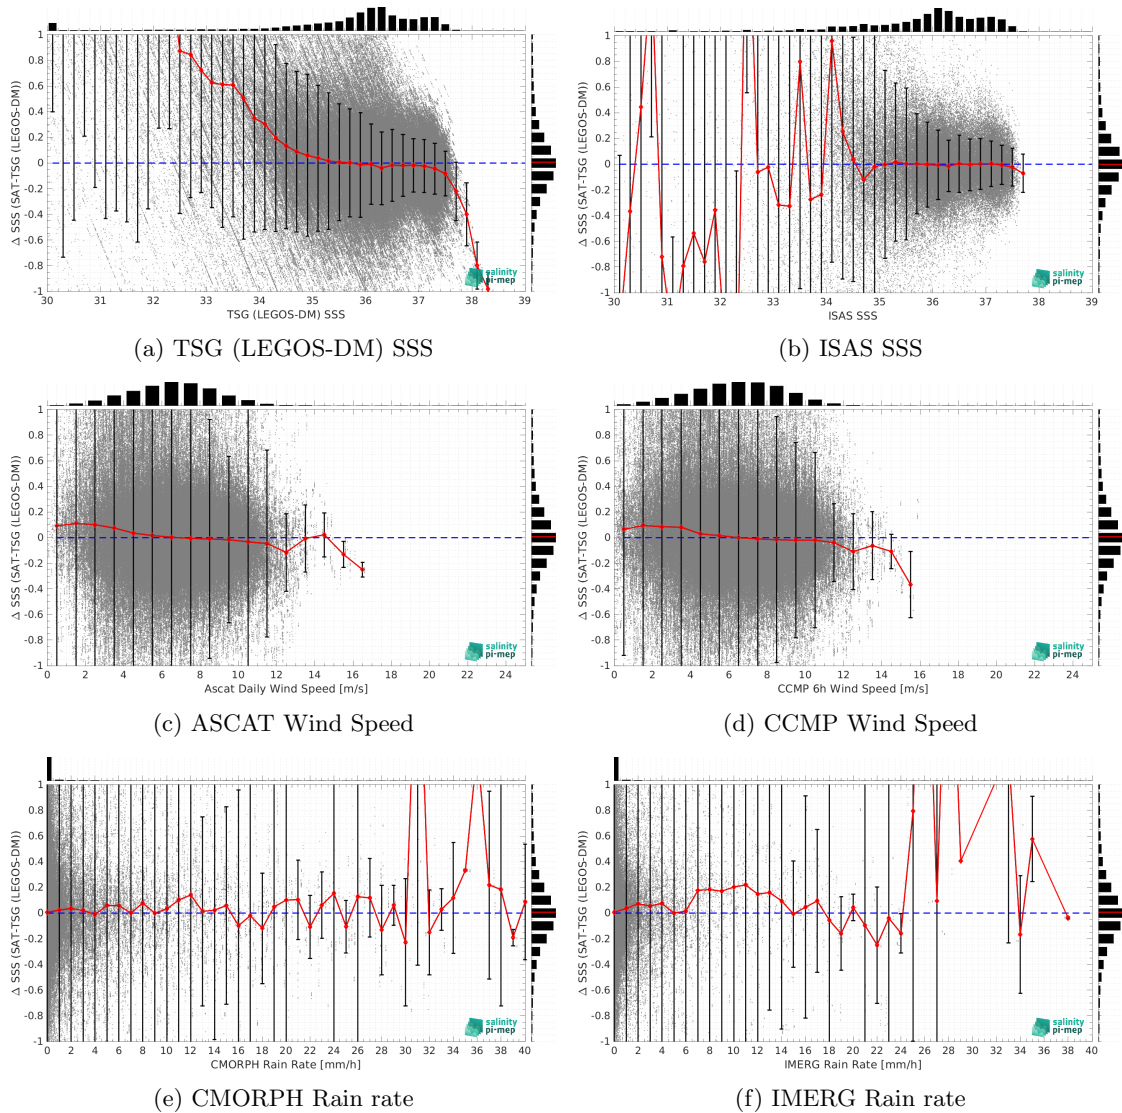 1
0.8
0.6
0.4
0.2
0
-0.2
-0.4
-0.6
-0.8
-1
Δ SSS (SAT-TSG (LEGOS-DM))
30 31 32 33 34 35 36 37 38 39
TSG (LEGOS-DM) SSS
salinity
pi-mep
(a) TSG (LEGOS-DM) SSS
1
0.8
0.6
0.4
0.2
0
-0.2
-0.4
-0.6
-0.8
-1
Δ SSS (SAT-TSG (LEGOS-DM))
30 31 32 33 34 35 36 37 38 39
ISAS SSS
salinity
pi-mep
(b) ISAS SSS
1
0.8
0.6
0.4
0.2
0
-0.2
-0.4
-0.6
-0.8
-1
Δ SSS (SAT-TSG (LEGOS-DM))
0 2 4 6 8 10 12 14 16 18 20 22 24
Ascat Daily Wind Speed [m/s]
salinity
pi-mep
(c) ASCAT Wind Speed
1
0.8
0.6
0.4
0.2
0
-0.2
-0.4
-0.6
-0.8
-1
Δ SSS (SAT-TSG (LEGOS-DM))
0 2 4 6 8 10 12 14 16 18 20 22 24
CCMP 6h Wind Speed [m/s]
salinity
pi-mep
(d) CCMP Wind Speed
1
0.8
0.6
0.4
0.2
0
-0.2
-0.4
-0.6
-0.8
-1
Δ SSS (SAT-TSG (LEGOS-DM))
0 2 4 6 8 10 12 14 16 18 20 22 24 26 28 30 32 34 36 38 40
CMORPH Rain Rate [mm/h]
salinity
pi-mep
(e) CMORPH Rain rate
1
0.8
0.6
0.4
0.2
0
-0.2
-0.4
-0.6
-0.8
-1
Δ SSS (SAT-TSG (LEGOS-DM))
0 2 4 6 8 10 12 14 16 18 20 22 24 26 28 30 32 34 36 38 40
IMERG Rain Rate [mm/h]
salinity
pi-mep
(f) IMERG Rain rate